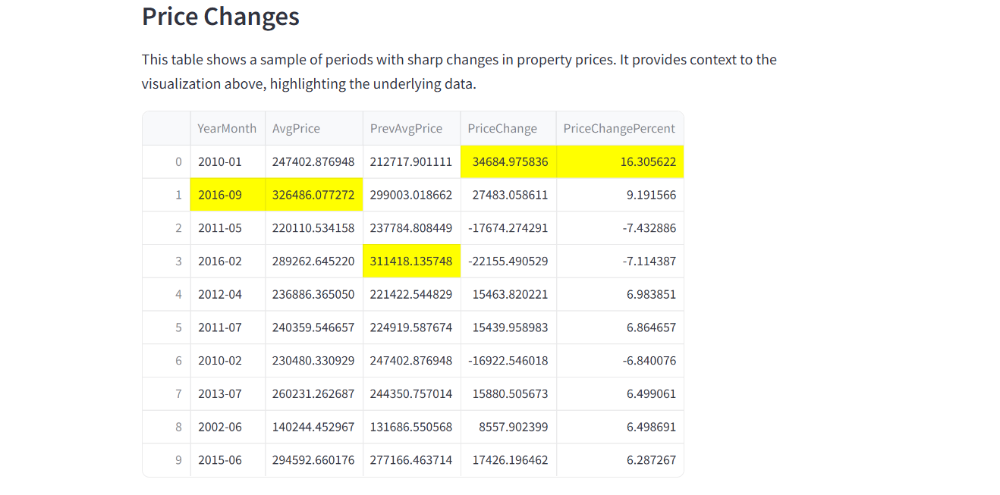 Price Changes
This table shows a sample of periods with sharp changes in property prices. It provides context to the
visualization above, highlighting the underlying data.
YearMonth AvgPrice PrevAvgPrice PriceChange PriceChangePercent
0 2010-01 247402.876948 212717.901111 34684.975836 16.305622
1 2016-09 326486.077272 299003.018662 27483.058611 9.191566
2 2011-05 220110.534158 237784.808449 -17674.274291 -7.432886
3 2016-02 289262.645220 311418.135748 -22155.490529 -7.114387
4 2012-04 236886.365050 221422.544829 15463.820221 6.983851
5 2011-07 240359.546657 224919.587674 15439.958983 6.864657
6 2010-02 230480.330929 247402.876948 -16922.546018 -6.840076
7 2013-07 260231.262687 244350.757014 15880.505673 6.499061
8 2002-06 140244.452967 131686.550568 8557.902399 6.498691
9 2015-06 294592.660176 277166.463714 17426.196462 6.287267